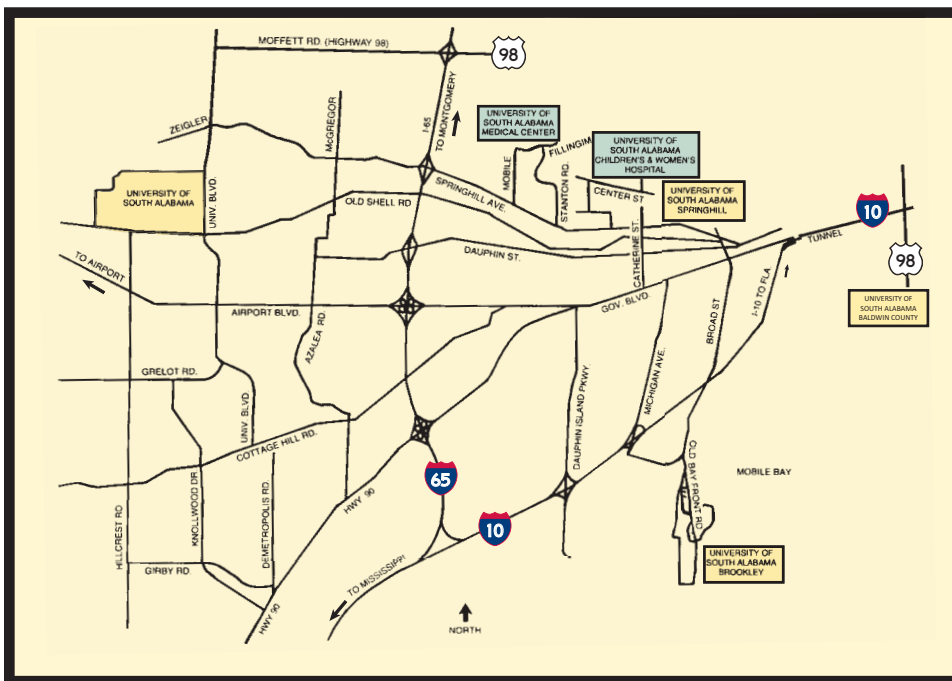 MOFFETT RD. (HIGHWAY 98)
98
ZEIGLER
McGREGOR
I-65
TO MONTGOMERY
UNIVERSITY OF
SOUTH ALABAMA
MEDICAL CENTER
FILLINGIM
UNIVERSITY OF
SOUTH ALABAMA
CHILDREN'S & WOMEN'S
HOSPITAL
MOBILE
STANTON RD.
CENTER ST
UNIVERSITY OF
SOUTH ALABAMA
SPRINGHILL
UNIVERSITY OF
SOUTH ALABAMA
UNIV. BLVD.
OLD SHELL RD
SPRINGHILL AVE.
CATHERINE ST.
10
TUNNEL
98
DAUPHIN ST.
TO AIRPORT
AIRPORT BLVD.
AZALEA RD.
GOV. BLVD.
BROAD ST
I-10 TO FLA
UNIVERSITY OF
SOUTH ALABAMA
BALDWIN COUNTY
GRELOT RD.
UNIV. BLVD.
COTTAGE HILL RD.
DAUPHIN ISLAND PKWY.
MICHIGAN AVE.
65
HWY 90
10
OLD BAY FRONT RD
MOBILE BAY
HILLCREST RD
KNOLLWOOD DR
DEMETROPOLIS RD.
GIRBY RD.
HWY 90
TO MISSISSIPPI
UNIVERSITY OF
SOUTH ALABAMA
BROOKLEY
NORTH